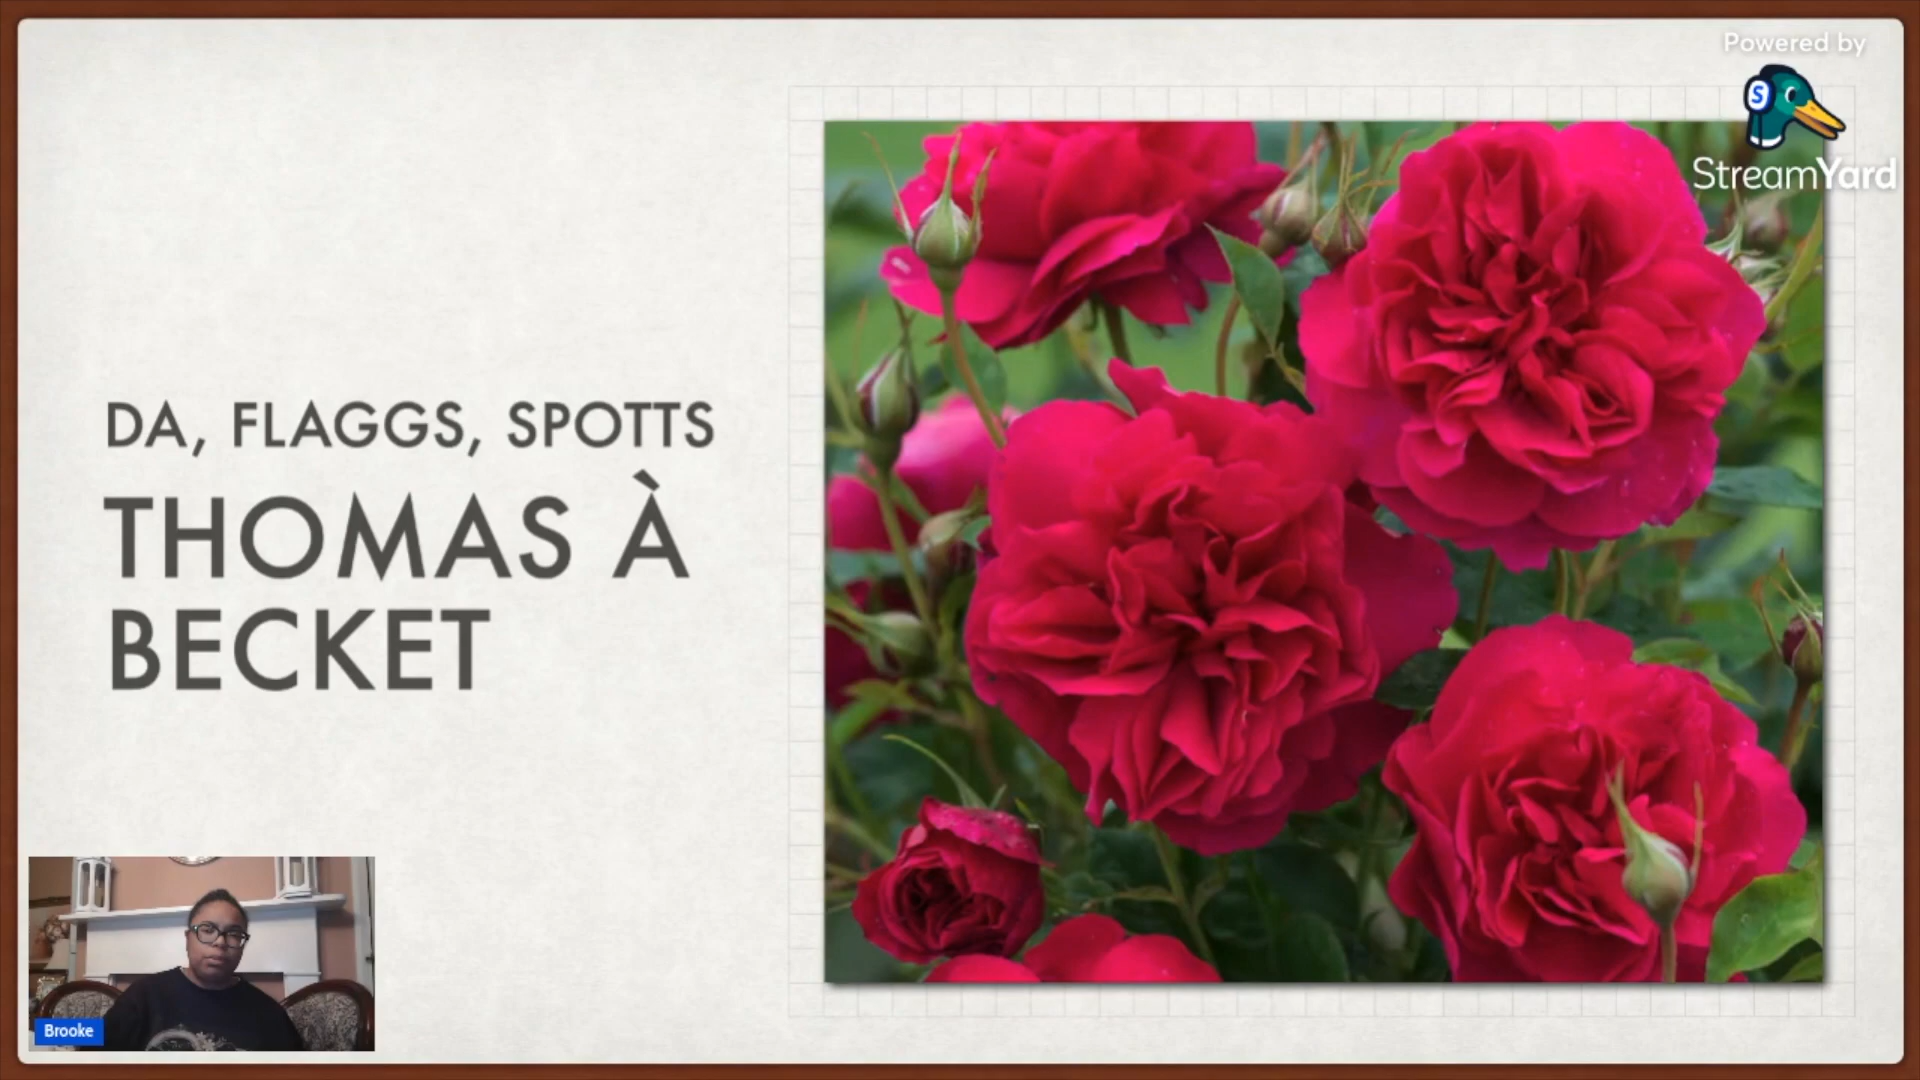 Powered by
S
StreamYard
DA, FLAGGS, SPOTTS
THOMAS À
BECKET
Brooke